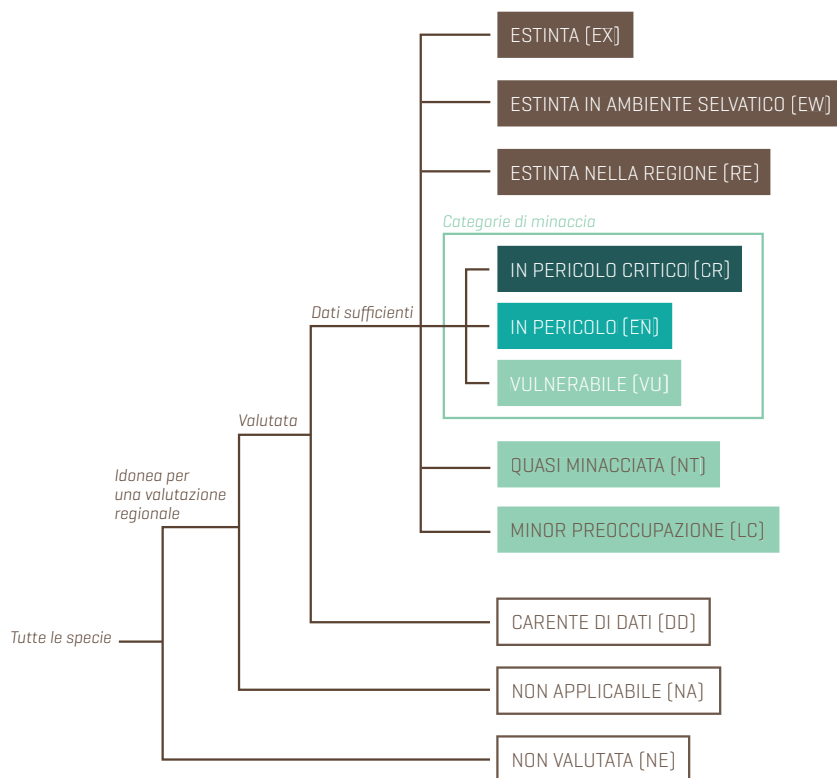 ESTINTA (EX)
ESTINTA IN AMBIENTE SELVATICO (EW)
ESTINTA NELLA REGIONE (RE)
Categorie di minaccia
IN PERICOLO CRITICO (CR)
Dati sufficienti
IN PERICOLO (EN)
VULNERABILE (VU)
Valutata
QUASI MINACCIATA (NT)
Idonea per
una valutazione
regionale
MINOR PREOCCUPAZIONE (LC)
CARENTE DI DATI (DD)
Tutte le specie
NON APPLICABILE (NA)
NON VALUTATA (NE)